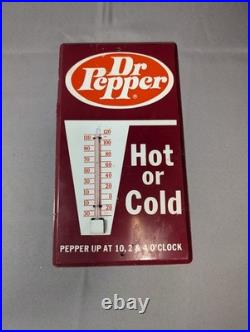 Dr
Pepper
®
Hot
or
Cold
PEPPER UP AT 10, 2 & 4 O'CLOCK